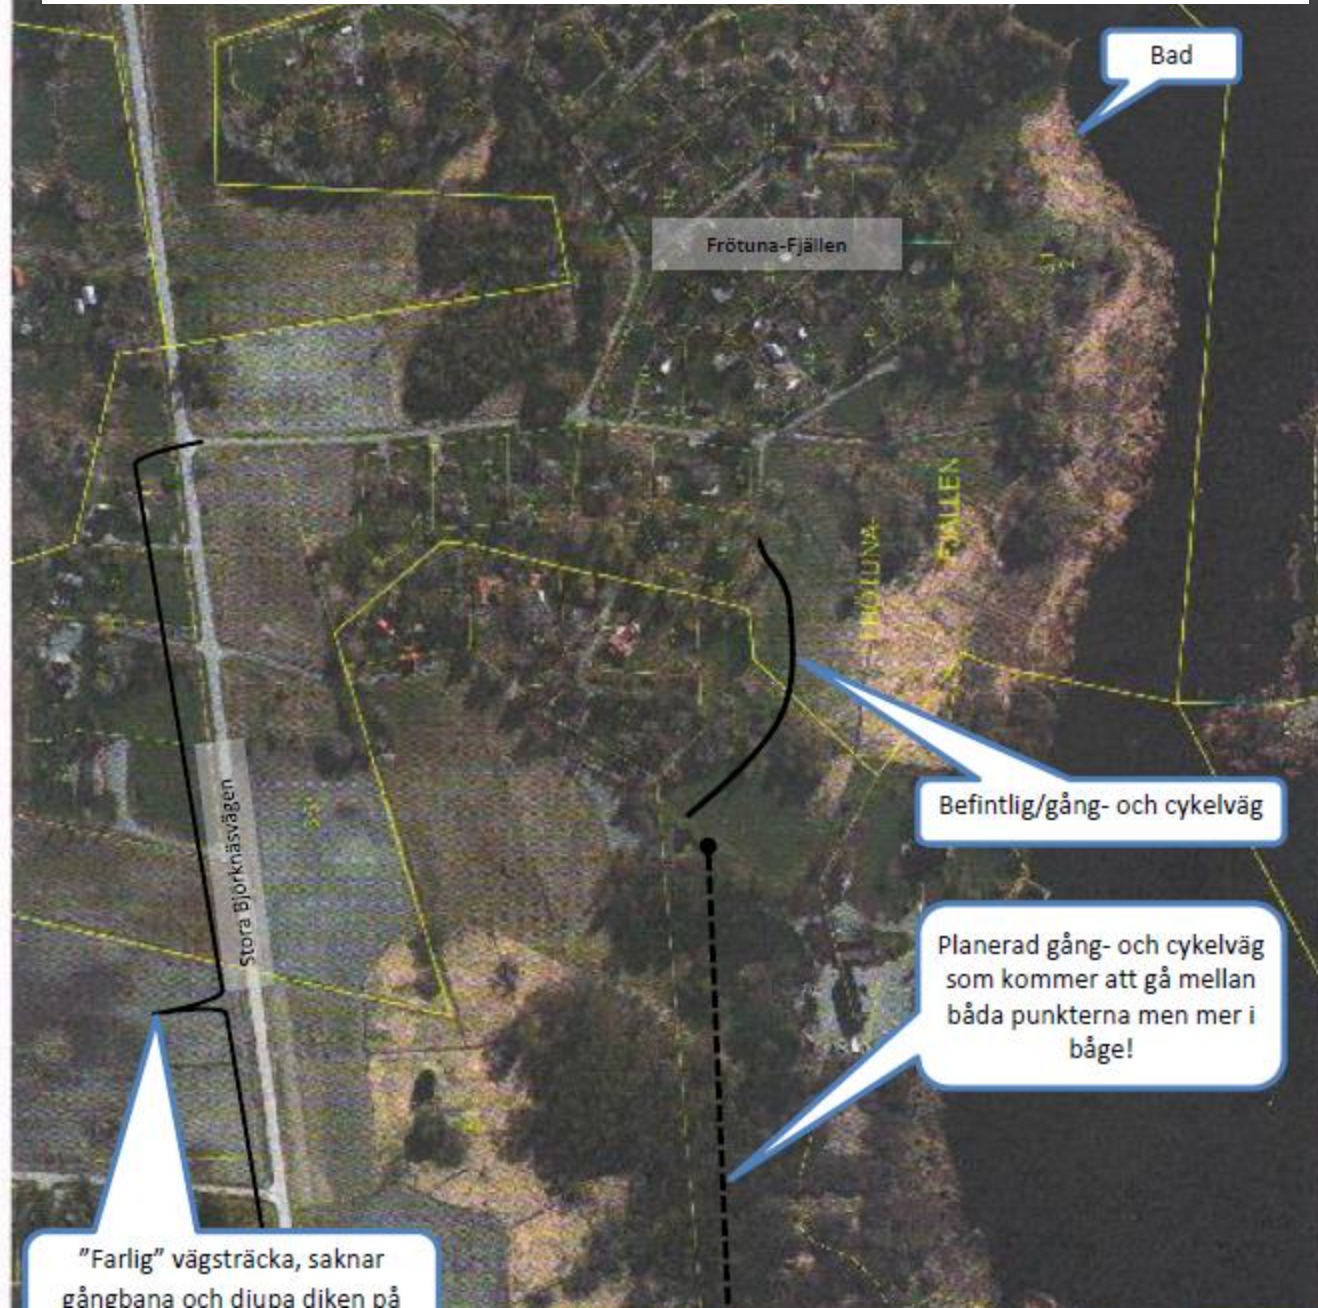 Bad
Frötuna-Fjällen
FJÄLLEN
Stora Björknäsvägen
Befintlig/gång- och cykelväg
Planerad gång- och cykelväg
som kommer att gå mellan
båda punkterna men mer i
båge!
”Farlig” vägsträcka, saknar
gångbana och djupa diken på